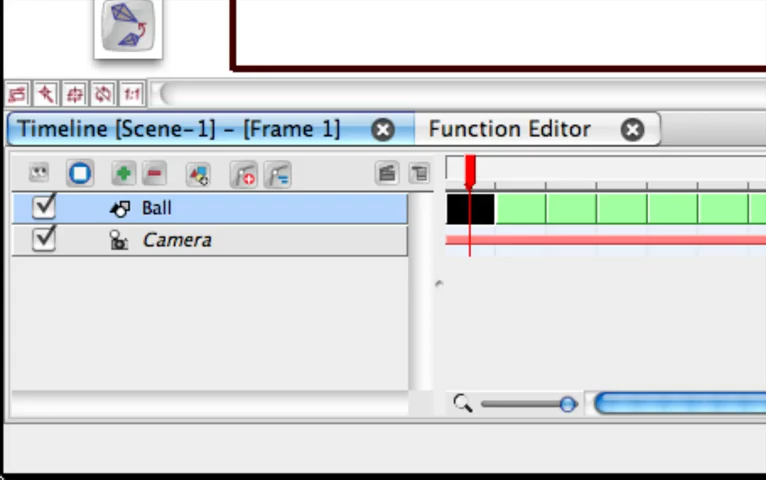 1:1
Timeline [Scene-1] - [Frame 1]
Function Editor
Ball
Camera